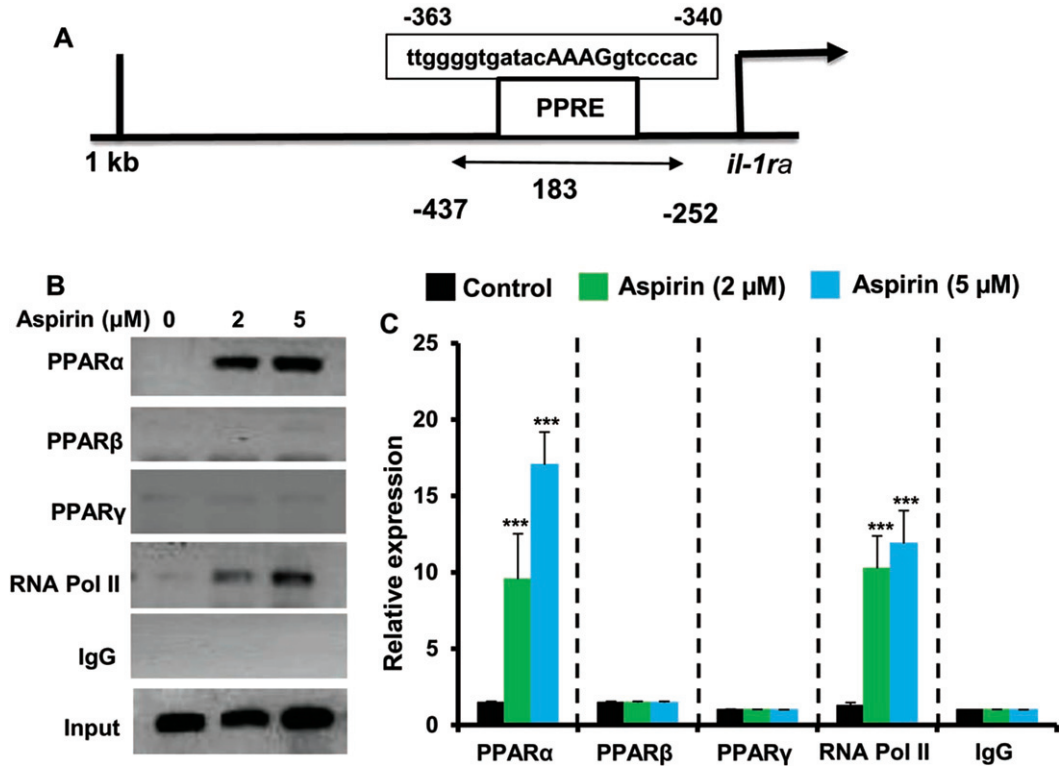 A
-363 -340
ttggggtgatacAAAGgtcccac
PPRE
1 kb
il-1ra
183
-437 -252
B
Aspirin (µM) 0 2 5
PPARα
PPARβ
PPARγ
RNA Pol II
IgG
Input
Control Aspirin (2 µM) Aspirin (5 µM)
C
Relative expression
25
20
15
10
5
0
*** ***
*** ***
PPARα PPARβ PPARγ RNA Pol II IgG